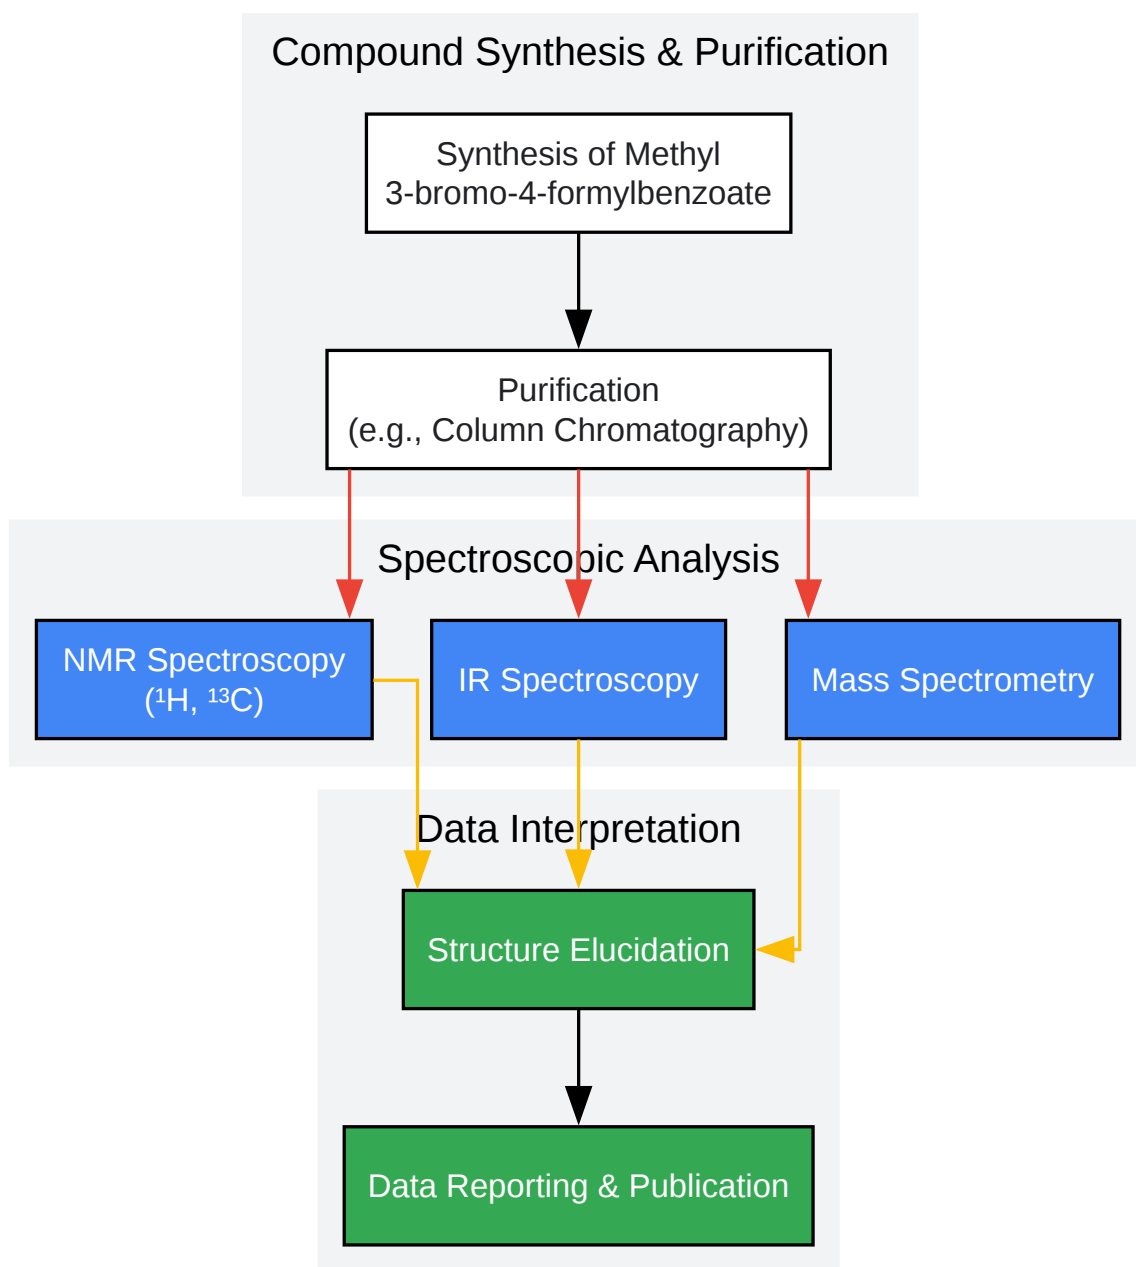 Compound Synthesis & Purification
Synthesis of Methyl
3-bromo-4-formylbenzoate
Purification
(e.g., Column Chromatography)
Spectroscopic Analysis
NMR Spectroscopy
(¹H, ¹³C)
IR Spectroscopy
Mass Spectrometry
Data Interpretation
Structure Elucidation
Data Reporting & Publication